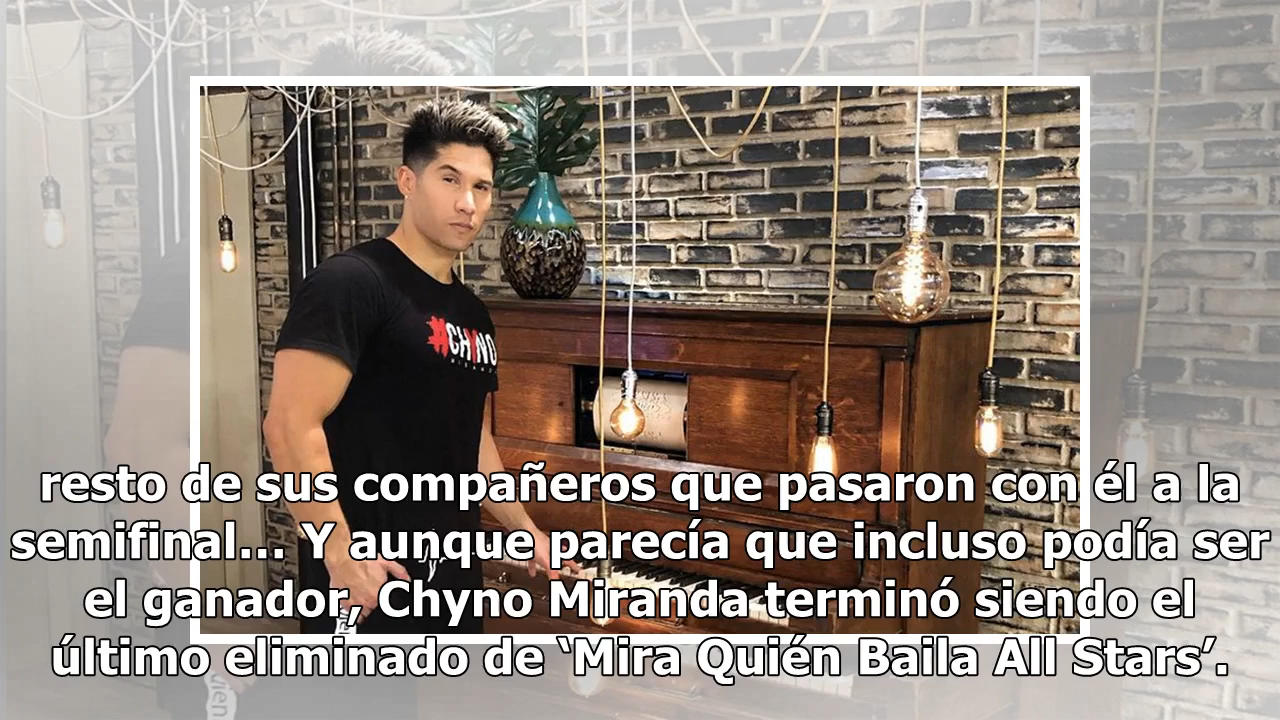 #CHYNO
resto de sus compañeros que pasaron con él a la
semifinal... Y aunque parecía que incluso podía ser
el ganador, Chyno Miranda terminó siendo el
último eliminado de ‘Mira Quién Baila All Stars’.